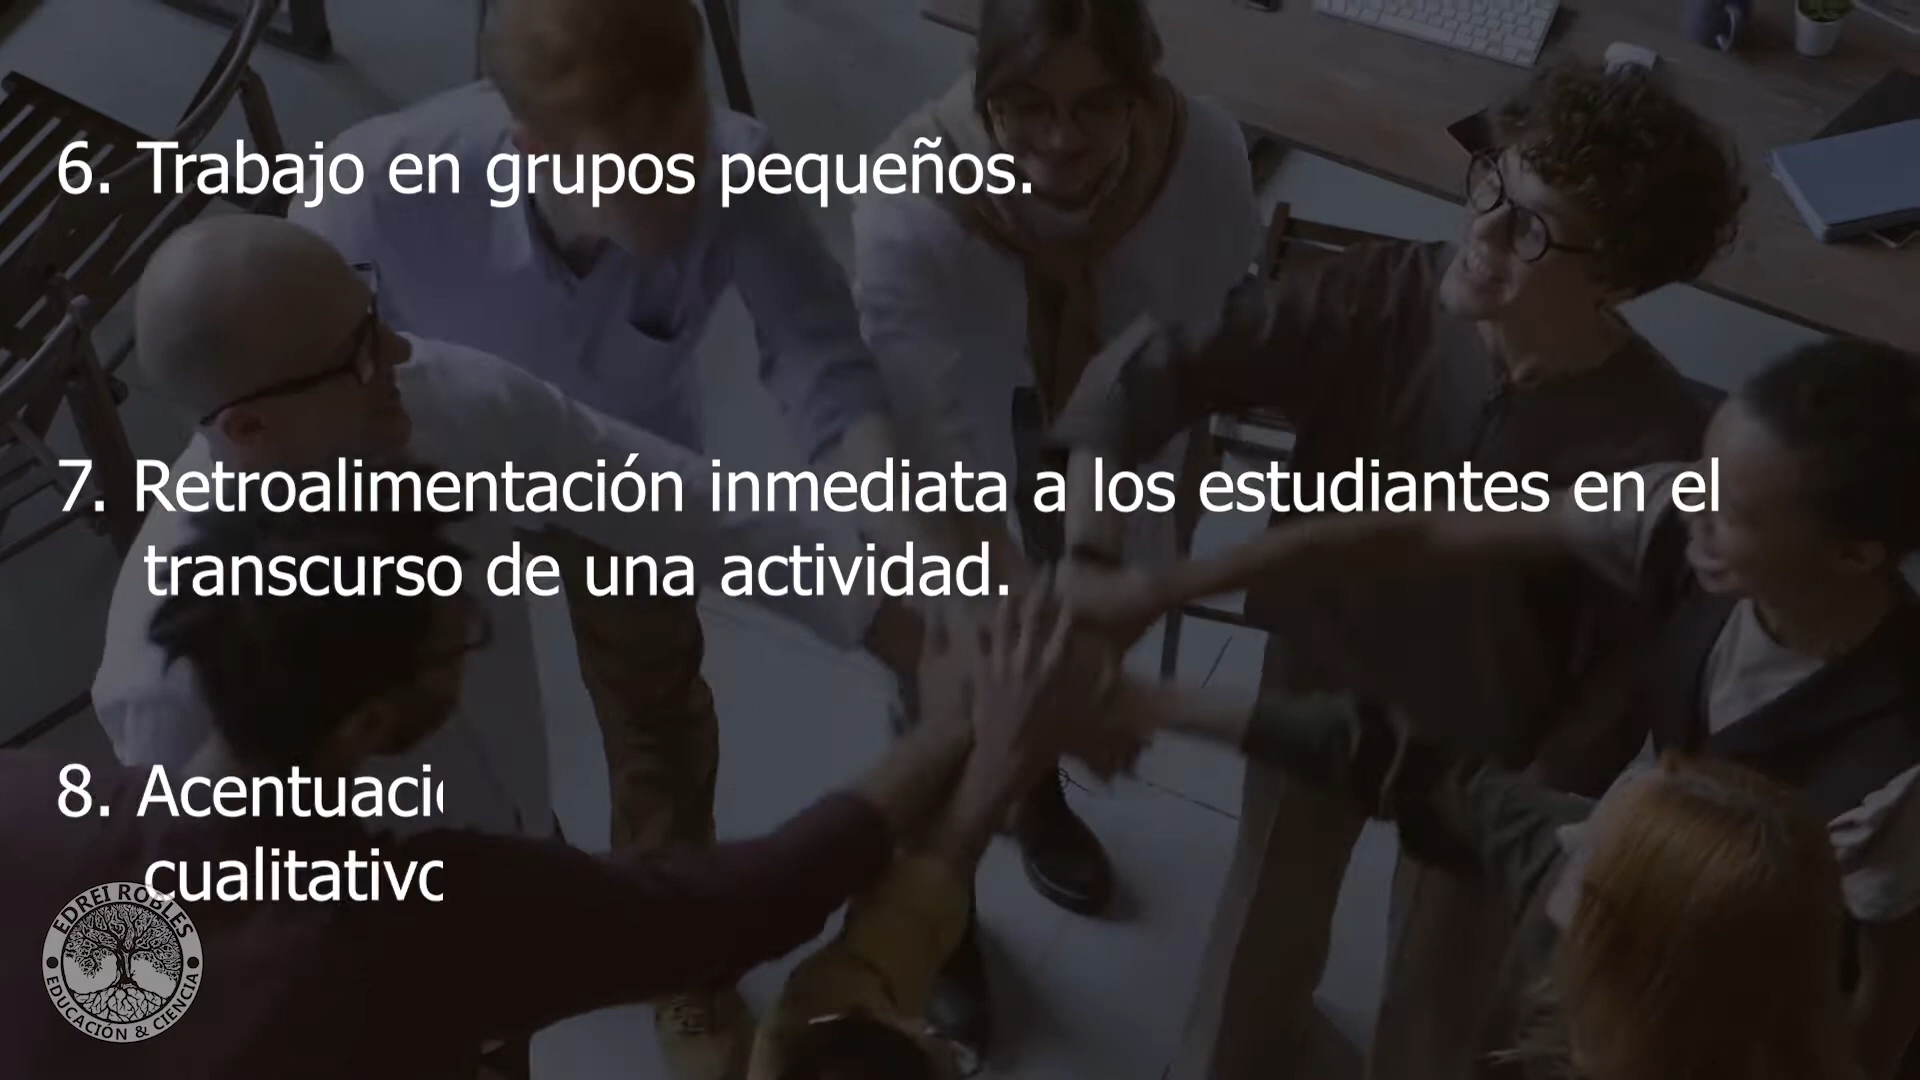 6. Trabajo en grupos pequeños.
7. Retroalimentación inmediata a los estudiantes en el
transcurso de una actividad.
8. Acentuaci
cualitativo
EDREI ROBLES
EDUCACIÓN & CIENCIA